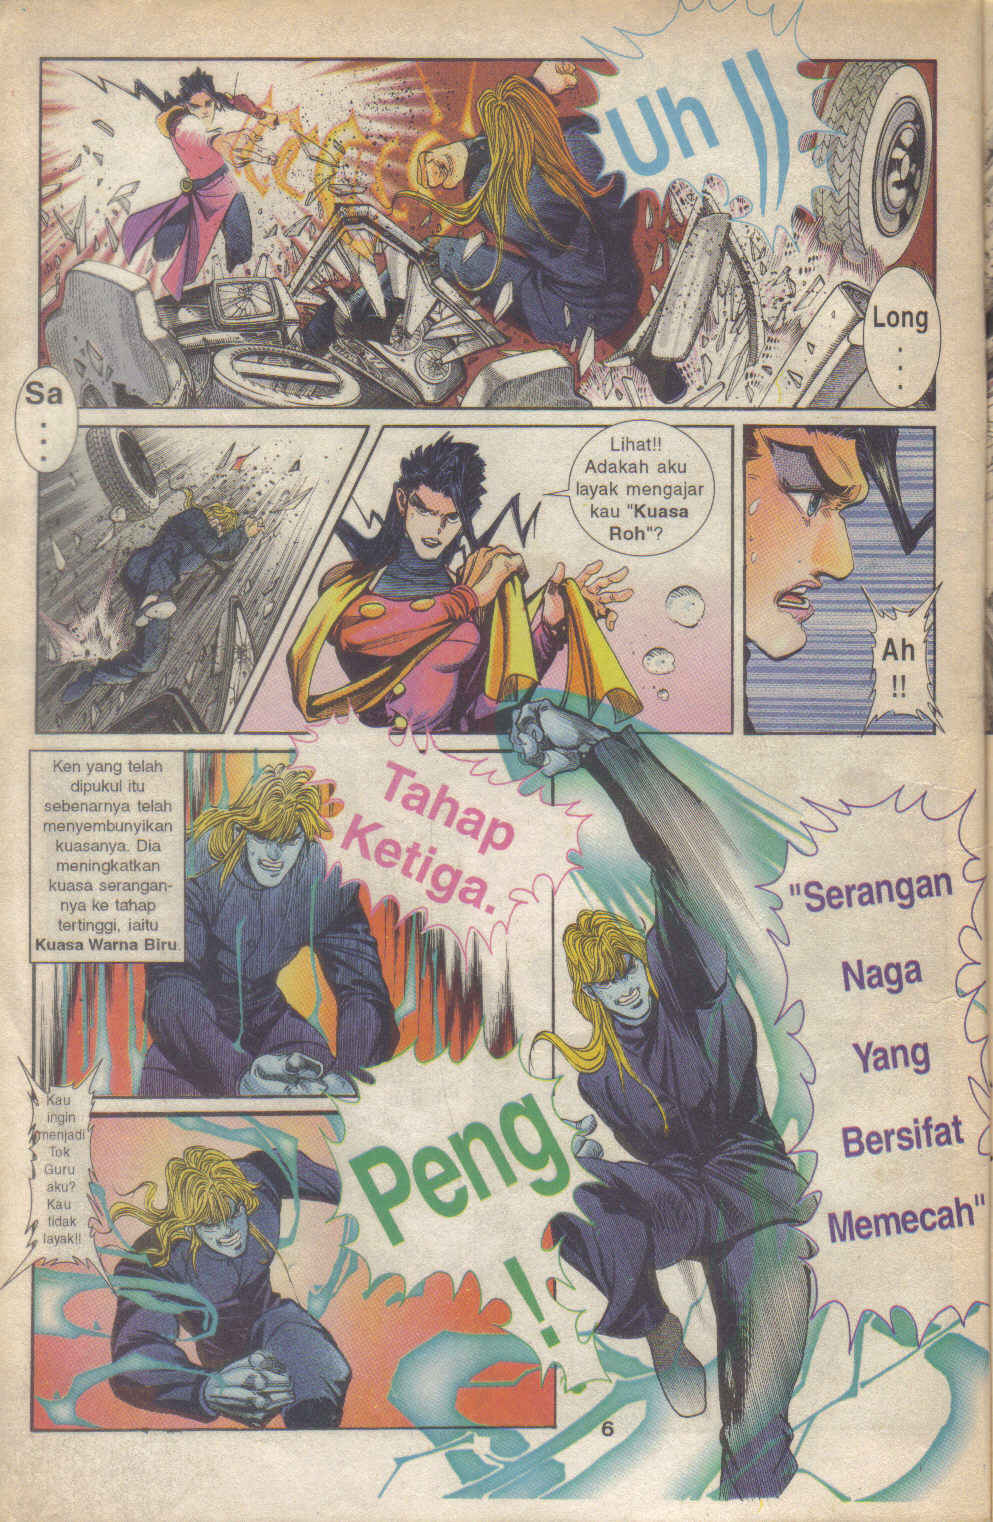 Uh !!
Long
. . . .
Sa
. . . .
Lihat!!
Adakah aku
layak mengajar
kau "Kuasa
Roh"?
Ah
!!
Ken yang telah
dipukul itu
sebenarnya telah
menyembunyikan
kuasanya. Dia
meningkatkan
kuasa serangan-
nya ke tahap
tertinggi, iaitu
Kuasa Warna Biru.
Tahap
Ketiga.
"Serangan
Naga
Yang
Bersifat
Memecah"
Kau
ingin
menjadi
Tok
Guru
aku?
Kau
tidak
layak!!
Peng
!
6